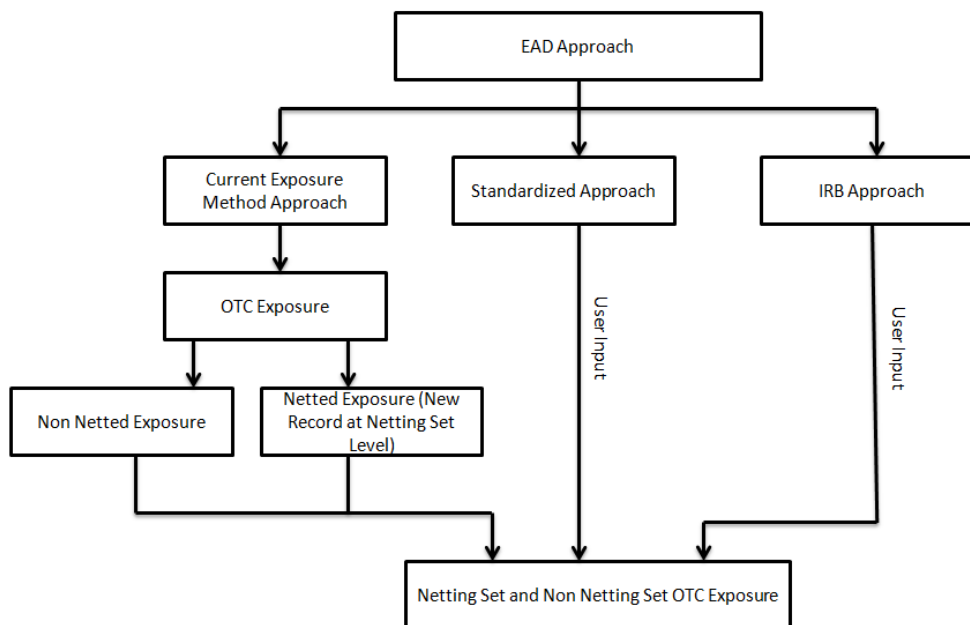 EAD Approach
Current Exposure
Method Approach
Standardized Approach
IRB Approach
OTC Exposure
User Input
User Input
Non Netted Exposure
Netted Exposure (New
Record at Netting Set
Level)
Netting Set and Non Netting Set OTC Exposure